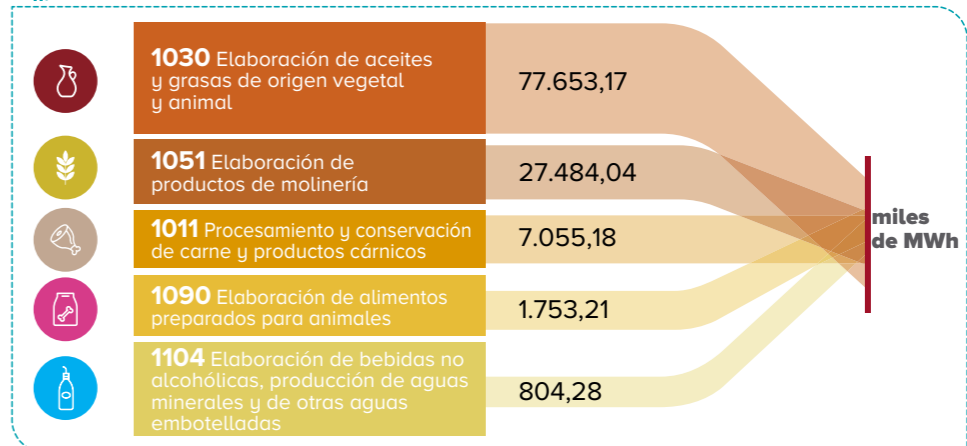 1030 Elaboración de aceites
y grasas de origen vegetal
y animal
77.653,17
1051 Elaboración de
productos de molinería
27.484,04
1011 Procesamiento y conservación
de carne y productos cárnicos
7.055,18
1090 Elaboración de alimentos
preparados para animales
1.753,21
1104 Elaboración de bebidas no
alcohólicas, producción de aguas
minerales y de otras aguas
embotelladas
804,28
miles
de MWh